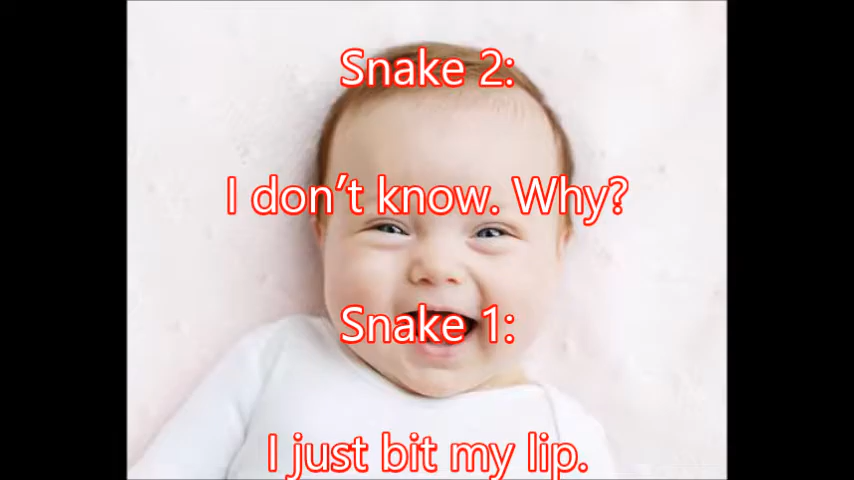 Snake 2:
I don't know. Why?
Snake 1:
I just bit my lip.